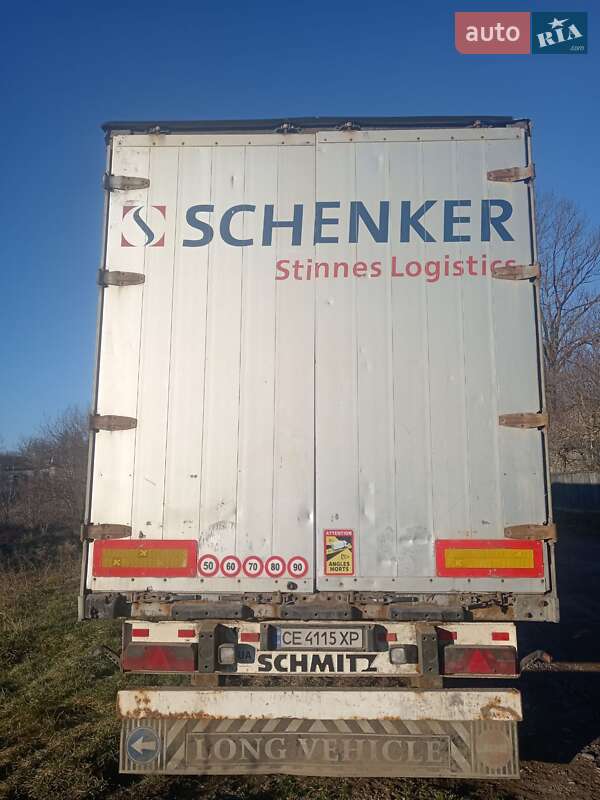 auto RIA .com
SCHENKER
Stinnes Logistics
50 60 70 80 90
ATTENTION
ANGLES MORTS
CE 4115 XP
UA
SCHMITZ
LONG VEHICLE